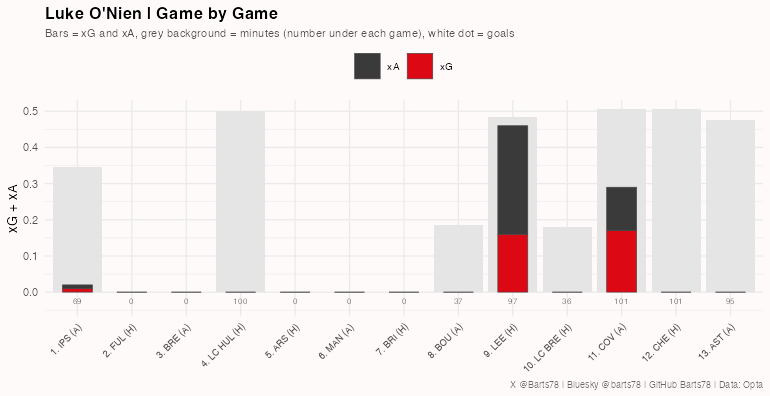 Luke O'Nien | Game by Game
Bars = xG and xA, grey background = minutes (number under each game), white dot = goals
xA
xG
xG + xA
0.5
0.4
0.3
0.2
0.1
0.0
69
0
0
100
0
0
0
37
97
36
101
101
95
1. IPS (A)
2. FUL (H)
3. BRE (A)
4. LC HUL (H)
5. ARS (H)
6. MAN (A)
7. BRI (H)
8. BOU (A)
9. LEE (H)
10. LC BRE (H)
11. COV (A)
12. CHE (H)
13. AST (A)
X @Barts78 | Bluesky @barts78 | GitHub Barts78 | Data: Opta